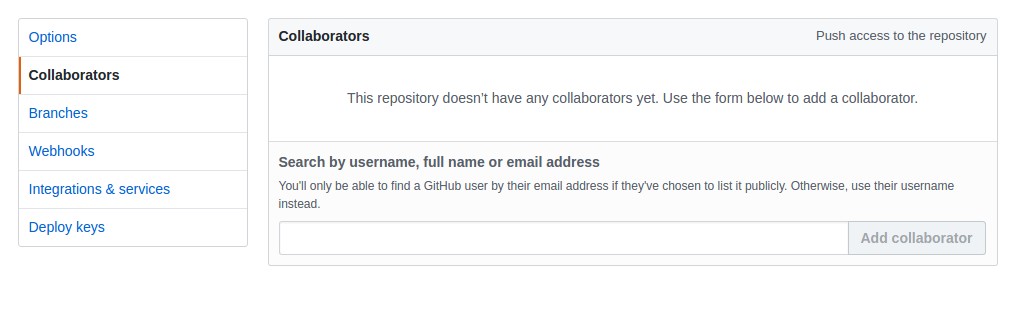 Options
Collaborators
Branches
Webhooks
Integrations & services
Deploy keys
Collaborators
Push access to the repository
This repository doesn't have any collaborators yet. Use the form below to add a collaborator.
Search by username, full name or email address
You'll only be able to find a GitHub user by their email address if they've chosen to list it publicly. Otherwise, use their username
instead.
Add collaborator